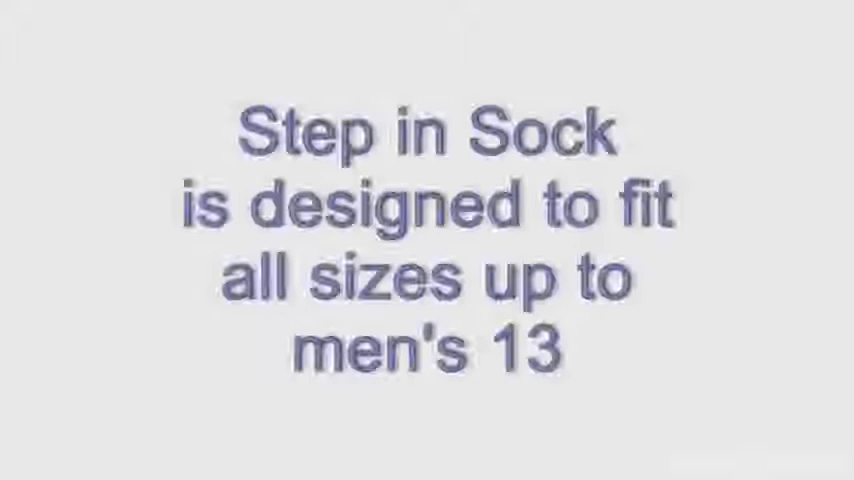 Step in Sock
is designed to fit
all sizes up to
men's 13